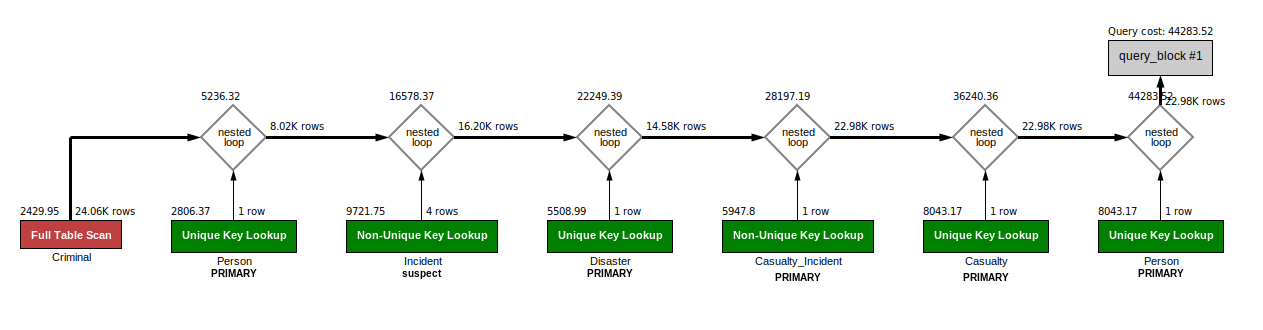 Query cost: 44283.52
query_block #1
5236.32
16578.37
22249.39
28197.19
36240.36
44283.52
22.98K rows
nested
loop
8.02K rows
nested
loop
16.20K rows
nested
loop
14.58K rows
nested
loop
22.98K rows
nested
loop
22.98K rows
nested
loop
2429.95
24.06K rows
2806.37
1 row
9721.75
4 rows
5508.99
1 row
5947.8
1 row
8043.17
1 row
8043.17
1 row
Full Table Scan
Unique Key Lookup
Non-Unique Key Lookup
Unique Key Lookup
Non-Unique Key Lookup
Unique Key Lookup
Unique Key Lookup
Criminal
Person
PRIMARY
Incident
suspect
Disaster
PRIMARY
Casualty_Incident
PRIMARY
Casualty
PRIMARY
Person
PRIMARY